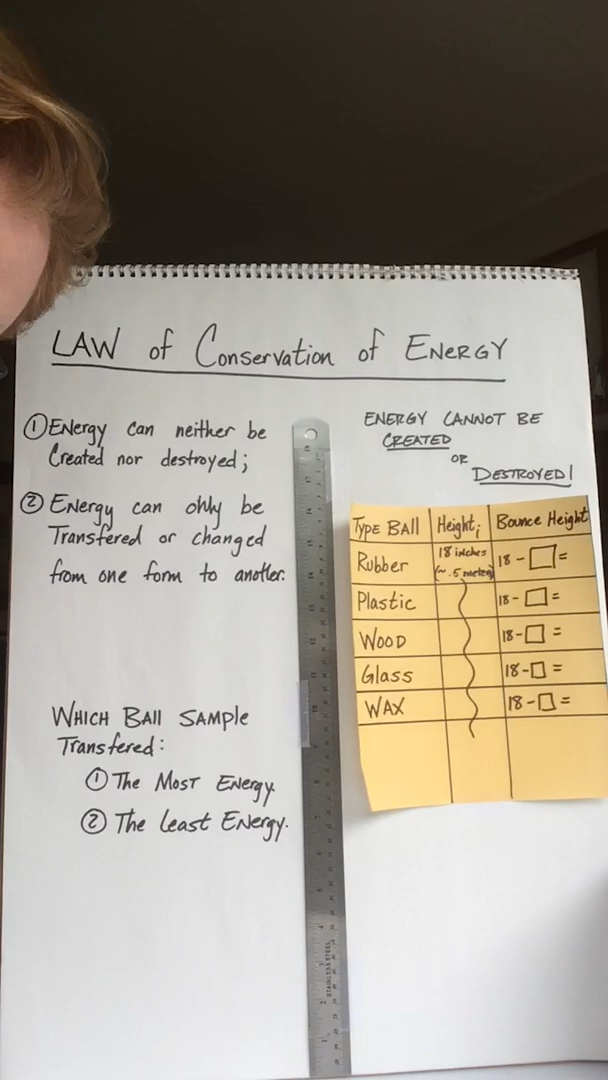 LAW of Conservation of ENERGY
① ENergy can neither be
Created nor destroyed;
② Energy can only be
Transfered or changed
from one form to another.
WHICH BALL SAMPLE
Transfered:
① The MOST Energy.
② The Least ENergy.
ENERGY CANNOT BE
CREATED
OR
DESTROYED!
TYPE BALL Height; Bounce Height
Rubber 18 inches 18 - □ =
(~ .5 meters)
Plastic 18 - □ =
WOOD 18 - □ =
Glass 18 - □ =
WAX 18 - □ =
STAINLESS STEEL